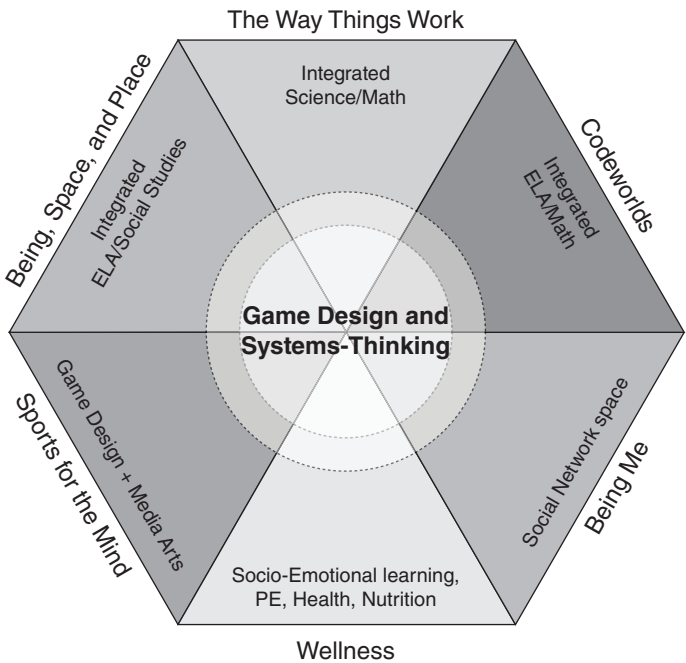 The Way Things Work
Integrated
Science/Math
Being, Space, and Place
Integrated
ELA/Social Studies
Codeworlds
Integrated
ELA/Math
Game Design and
Systems-Thinking
Sports for the Mind
Game Design + Media Arts
Social Network space
Being Me
Socio-Emotional learning,
PE, Health, Nutrition
Wellness